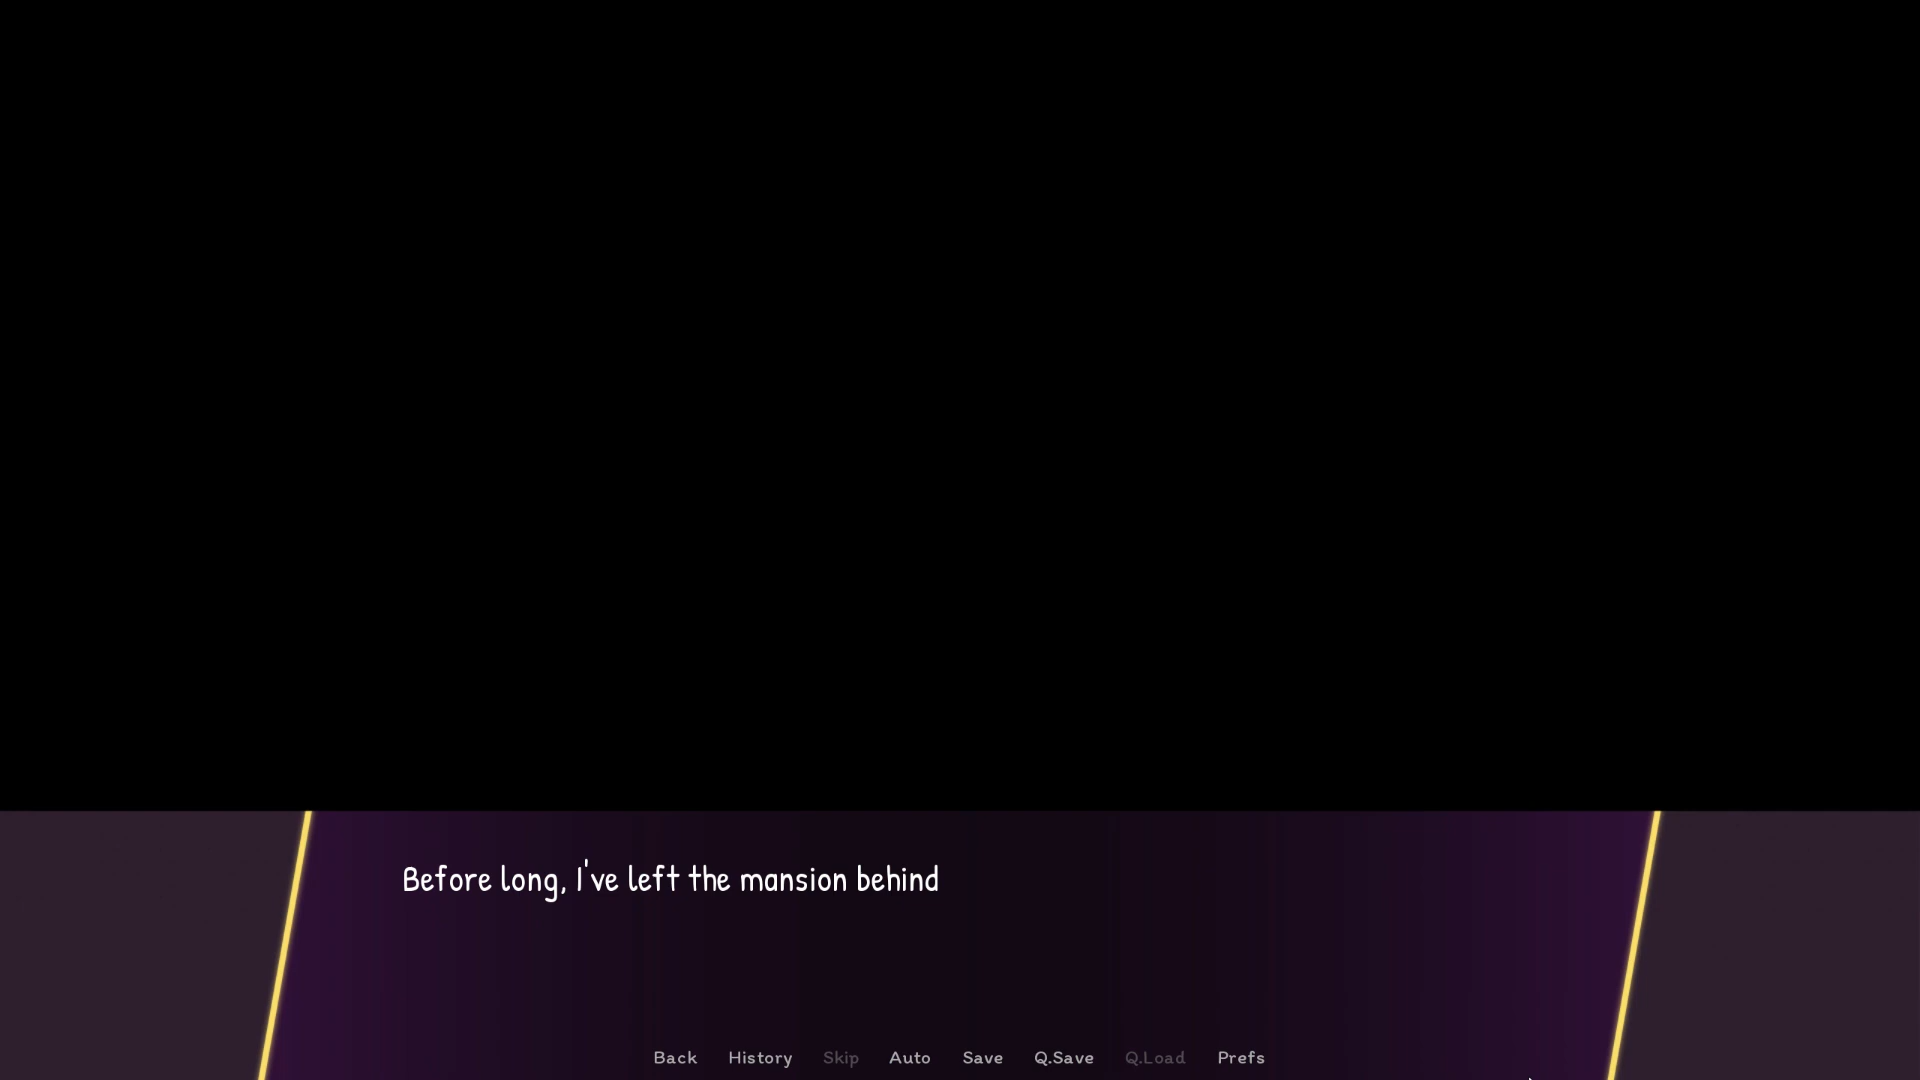 Before long, I've left the mansion behind
Back History Skip Auto Save Q.Save Q.Load Prefs